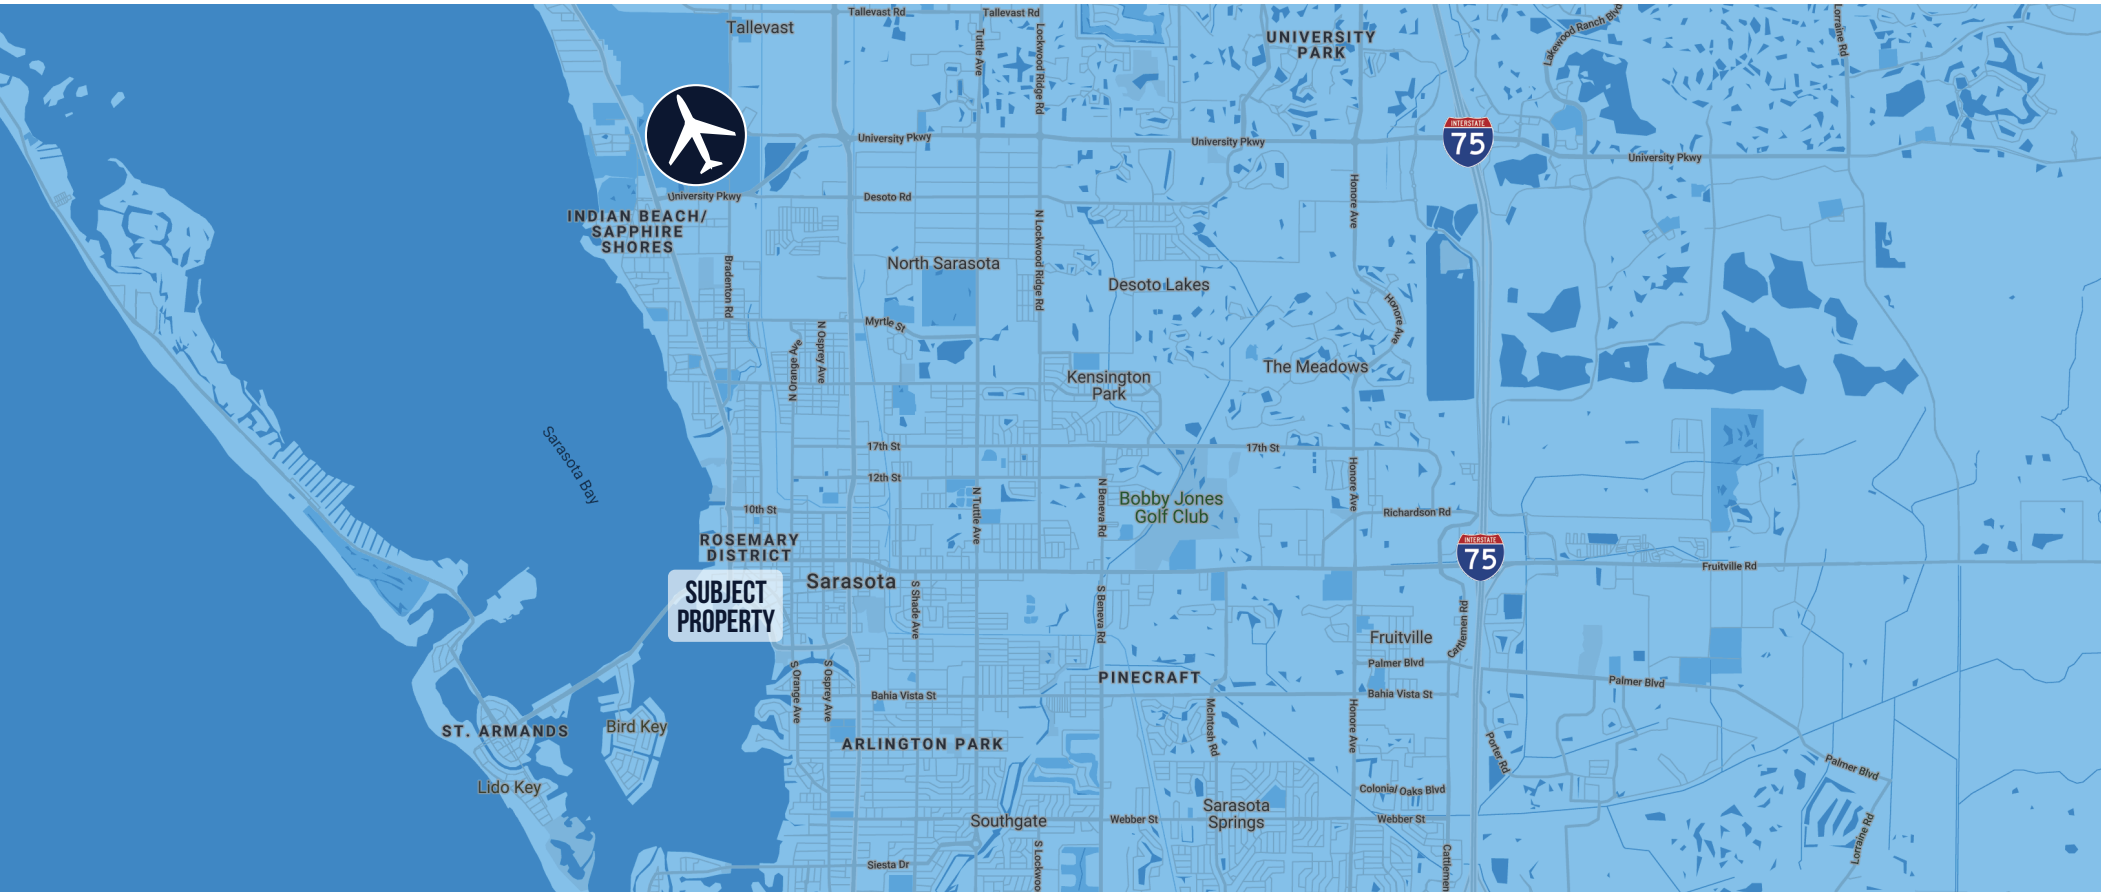 Tallevast Rd
Tallevast Rd
Tallevast
Tuttle Ave
Lockwood Ridge Rd
UNIVERSITY
PARK
Lakewood Ranch Blvd
Lorraine Rd
University Pkwy
University Pkwy
INTERSTATE
75
University Pkwy
University Pkwy
Desoto Rd
Honore Ave
INDIAN BEACH/
SAPPHIRE
SHORES
N Lockwood Ridge Rd
Bradenton Rd
North Sarasota
Desoto Lakes
Honore Ave
Myrtle St
N Osprey Ave
N Orange Ave
The Meadows
Kensington
Park
Sarasota Bay
17th St
17th St
12th St
Honore Ave
N Tuttle Ave
N Beneva Rd
Bobby Jones
Golf Club
10th St
Richardson Rd
ROSEMARY
DISTRICT
INTERSTATE
75
Fruitville Rd
SUBJECT
PROPERTY
Sarasota
S Shade Ave
S Beneva Rd
Cattlemen Rd
Fruitville
Palmer Blvd
PINECRAFT
Palmer Blvd
S Orange Ave
S Osprey Ave
Bahia Vista St
Bahia Vista St
McIntosh Rd
Honore Ave
ST. ARMANDS
Bird Key
ARLINGTON PARK
Porter Rd
Palmer Blvd
Lido Key
Colonial Oaks Blvd
Sarasota
Springs
Southgate
Webber St
Webber St
Lorraine Rd
S Lockwoo
Siesta Dr
Cattlemen